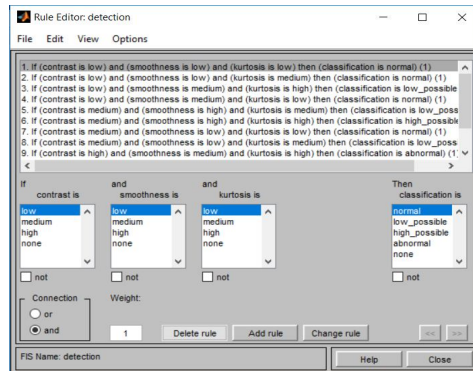 Rule Editor: detection
File Edit View Options
1. If (contrast is low) and (smoothness is low) and (kurtosis is low) then (classification is normal) (1)
2. If (contrast is low) and (smoothness is low) and (kurtosis is medium) then (classification is normal) (1)
3. If (contrast is low) and (smoothness is medium) and (kurtosis is high) then (classification is low_possible
4. If (contrast is low) and (smoothness is medium) and (kurtosis is low) then (classification is normal) (1)
5. If (contrast is medium) and (smoothness is high) and (kurtosis is medium) then (classification is low_poss
6. If (contrast is medium) and (smoothness is high) and (kurtosis is high) then (classification is high_possible
7. If (contrast is medium) and (smoothness is low) and (kurtosis is low) then (classification is normal) (1)
8. If (contrast is medium) and (smoothness is low) and (kurtosis is medium) then (classification is low_poss
9. If (contrast is high) and (smoothness is medium) and (kurtosis is high) then (classification is abnormal) (1)
If and and Then
contrast is smoothness is kurtosis is classification is
low low low normal
medium medium medium low_possible
high high high high_possible
none none none abnormal
none
not not not not
Connection Weight:
or
and 1 Delete rule Add rule Change rule << >>
FIS Name: detection Help Close